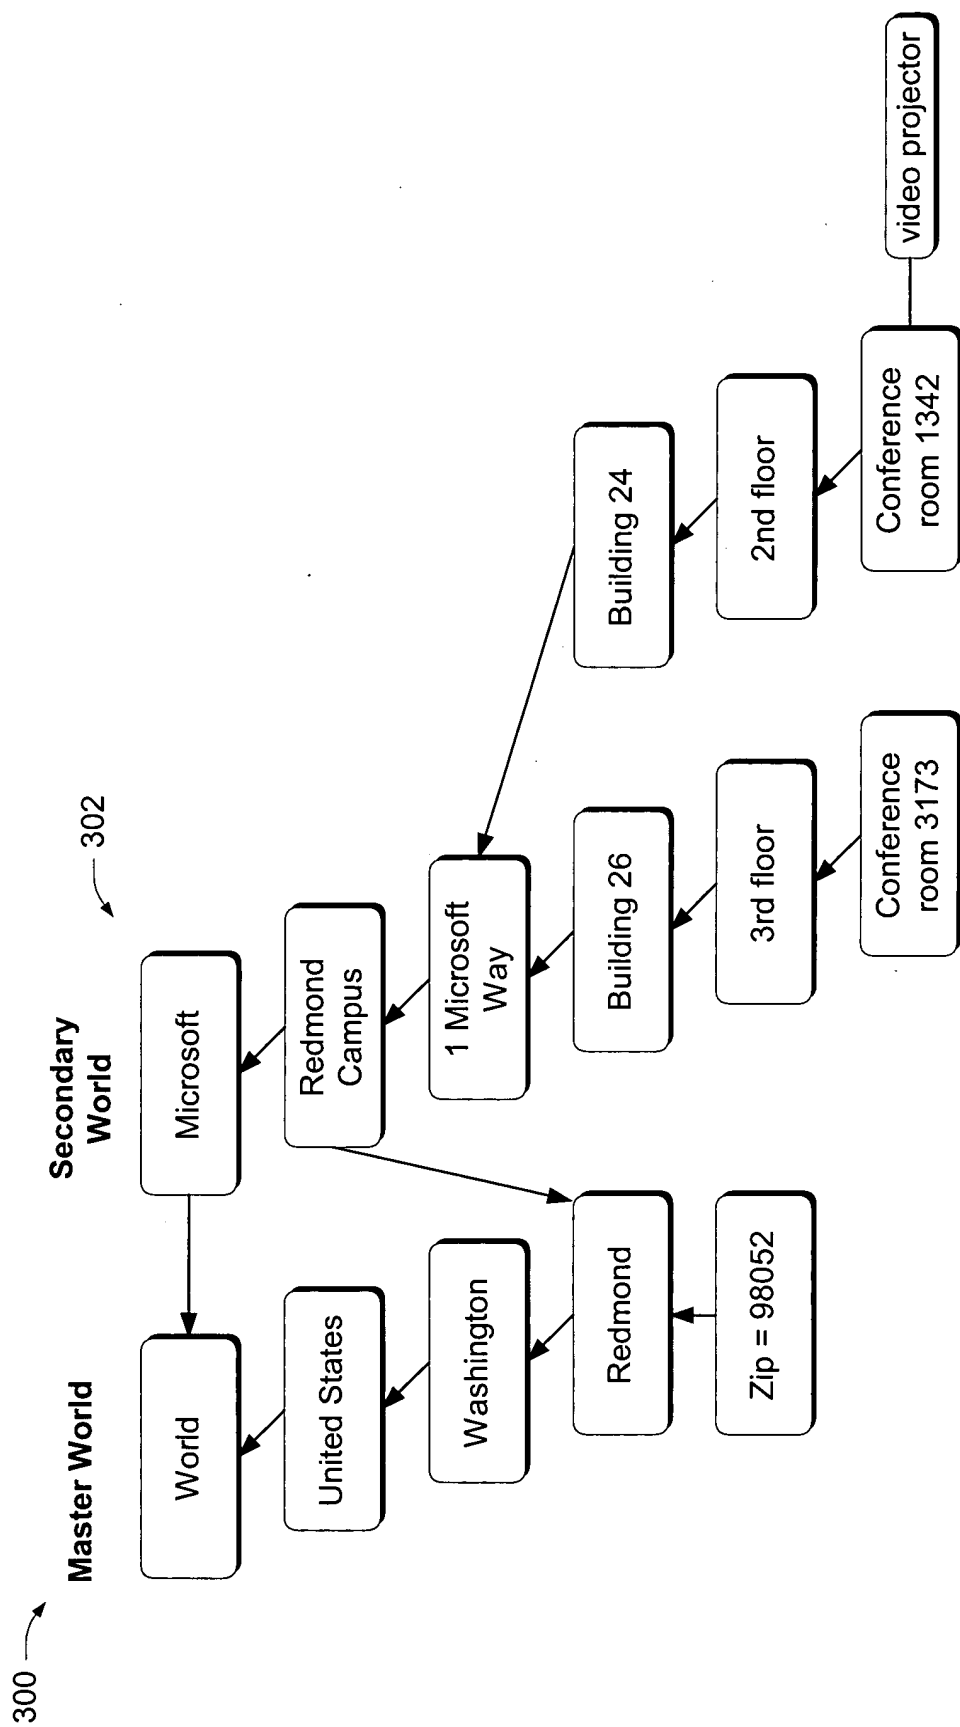 300
Master World
Secondary
World
302
World
Microsoft
United States
Redmond
Campus
Washington
1 Microsoft
Way
Redmond
Building 26
Building 24
Zip = 98052
3rd floor
2nd floor
Conference
room 3173
Conference
room 1342
video projector